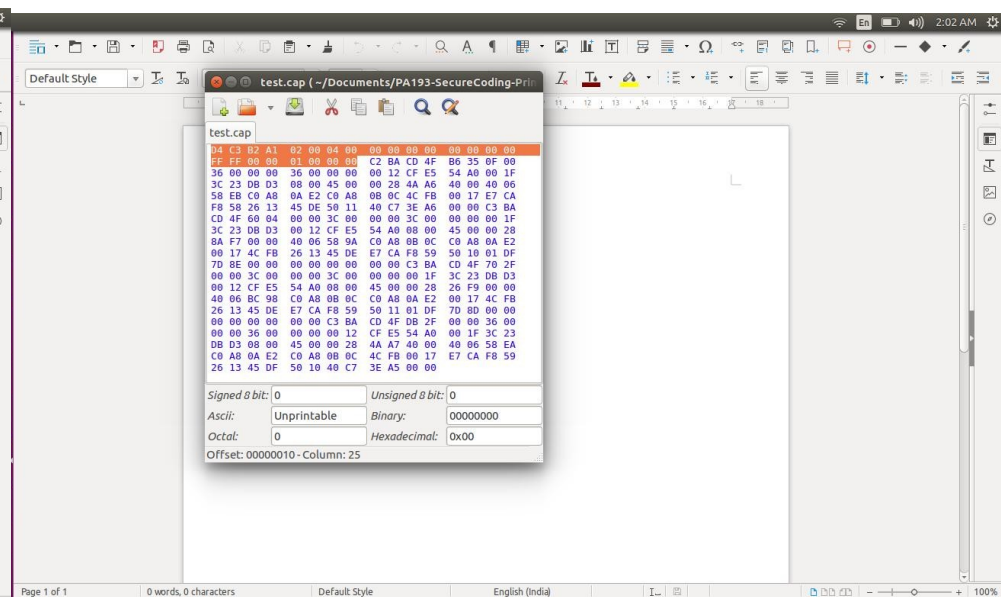 En 2:02 AM
Default Style
test.cap (~/Documents/PA193-SecureCoding-Prin
11 12 13 14 15 16 17 18
test.cap
D4 C3 B2 A1 02 00 04 00 00 00 00 00 00 00 00 00
FF FF 00 00 01 00 00 00 C2 BA CD 4F B6 35 0F 00
36 00 00 00 36 00 00 00 00 12 CF E5 54 A0 00 1F
3C 23 DB D3 08 00 45 00 00 28 4A A6 40 00 40 06
58 EB C0 A8 0A E2 C0 A8 0B 0C 4C FB 00 17 E7 CA
F8 58 26 13 45 DE 50 11 40 C7 3E A6 00 00 C3 BA
CD 4F 60 04 00 00 3C 00 00 00 3C 00 00 00 00 1F
3C 23 DB D3 00 12 CF E5 54 A0 08 00 45 00 00 28
8A F7 00 00 40 06 58 9A C0 A8 0B 0C C0 A8 0A E2
00 17 4C FB 26 13 45 DE E7 CA F8 59 50 10 01 DF
7D 8E 00 00 00 00 00 00 00 00 C3 BA CD 4F 70 2F
00 00 3C 00 00 00 3C 00 00 00 00 1F 3C 23 DB D3
00 12 CF E5 54 A0 08 00 45 00 00 28 26 F9 00 00
40 06 BC 98 C0 A8 0B 0C C0 A8 0A E2 00 17 4C FB
26 13 45 DE E7 CA F8 59 50 11 01 DF 7D 8D 00 00
00 00 00 00 00 00 C3 BA CD 4F DB 2F 00 00 36 00
00 00 36 00 00 00 00 12 CF E5 54 A0 00 1F 3C 23
DB D3 08 00 45 00 00 28 4A A7 40 00 40 06 58 EA
C0 A8 0A E2 C0 A8 0B 0C 4C FB 00 17 E7 CA F8 59
26 13 45 DF 50 10 40 C7 3E A5 00 00
Signed 8 bit: 0 Unsigned 8 bit: 0
Ascii: Unprintable Binary: 00000000
Octal: 0 Hexadecimal: 0x00
Offset: 00000010 - Column: 25
Page 1 of 1 0 words, 0 characters Default Style English (India) 100%